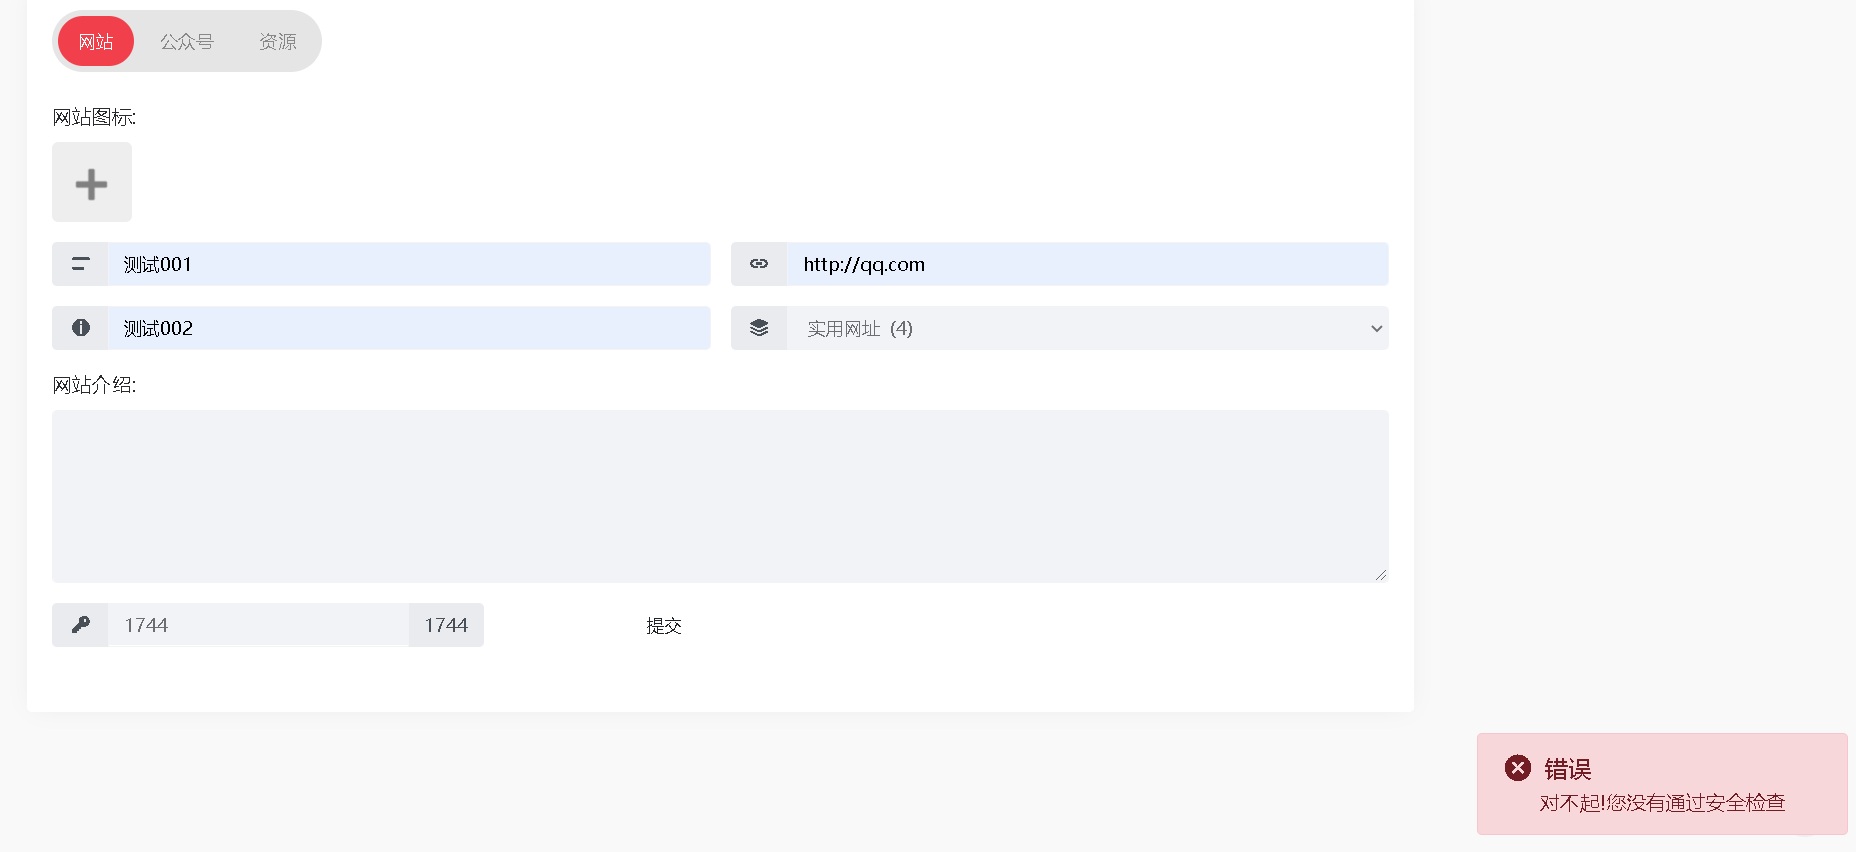 网站 公众号 资源
网站图标:
测试001 http://qq.com
测试002 实用网址 (4)
网站介绍:
1744 1744 提交
错误
对不起!您没有通过安全检查